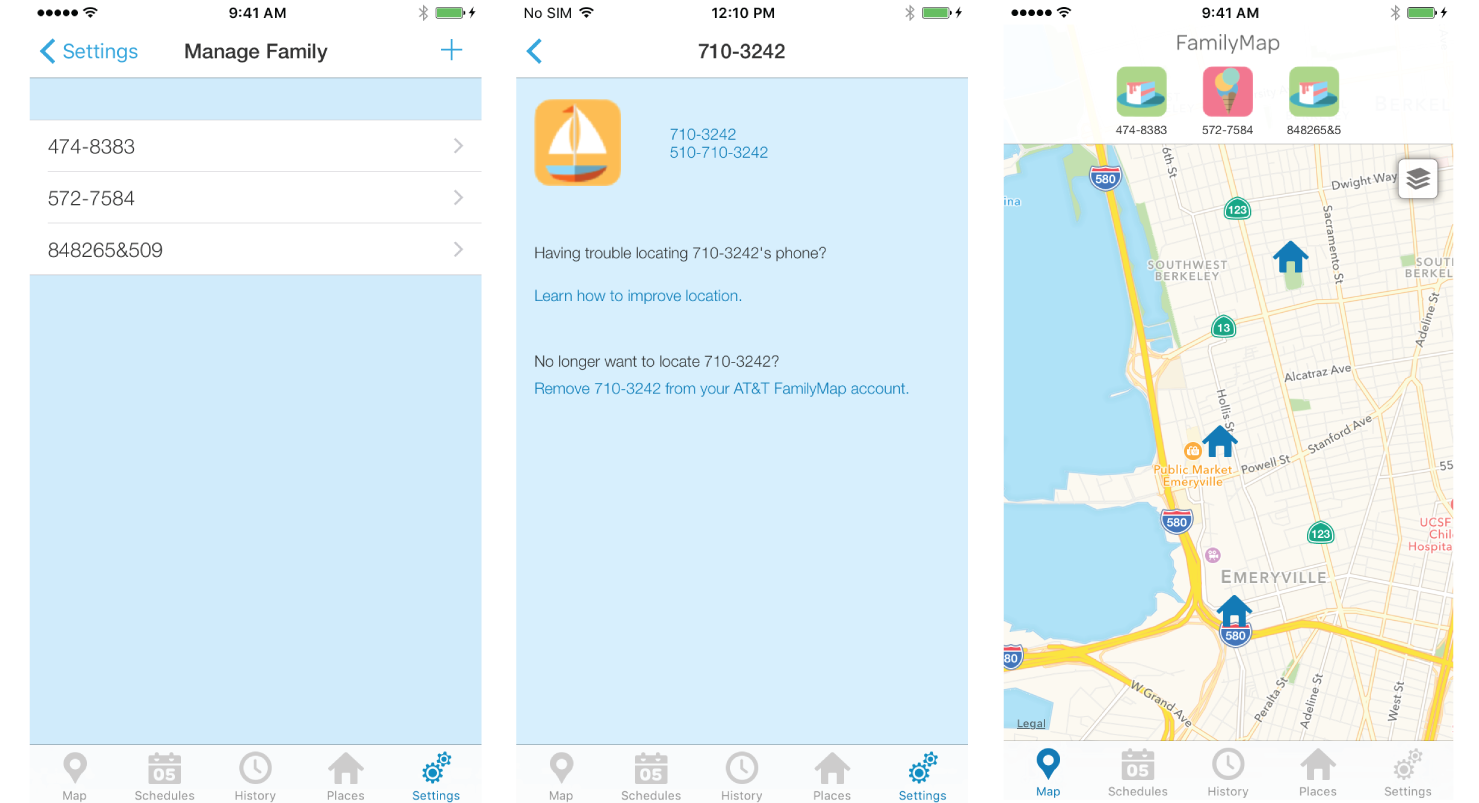 9:41 AM
Settings
Manage Family
474-8383
572-7584
848265&509
Map
05
Schedules
History
Places
Settings
No SIM
12:10 PM
710-3242
710-3242
510-710-3242
Having trouble locating 710-3242's phone?
Learn how to improve location.
No longer want to locate 710-3242?
Remove 710-3242 from your AT&T FamilyMap account.
Map
05
Schedules
History
Places
Settings
9:41 AM
FamilyMap
BERKEL
474-8383
572-7584
848265&5
6th St
580
Dwight Way
ina
123
Sacramento St
SOUTHWEST
BERKELEY
SOUT
BERKEL
13
Adeline St
Alcatraz Ave
Hollis St
Stanford Ave
Public Market
Emeryville
Powell St
55
580
123
UCSF
Chil
Hospita
EMERYVILLE
580
80
W Grand Ave
Peralta St
Adeline St
West St
Legal
Map
05
Schedules
History
Places
Settings